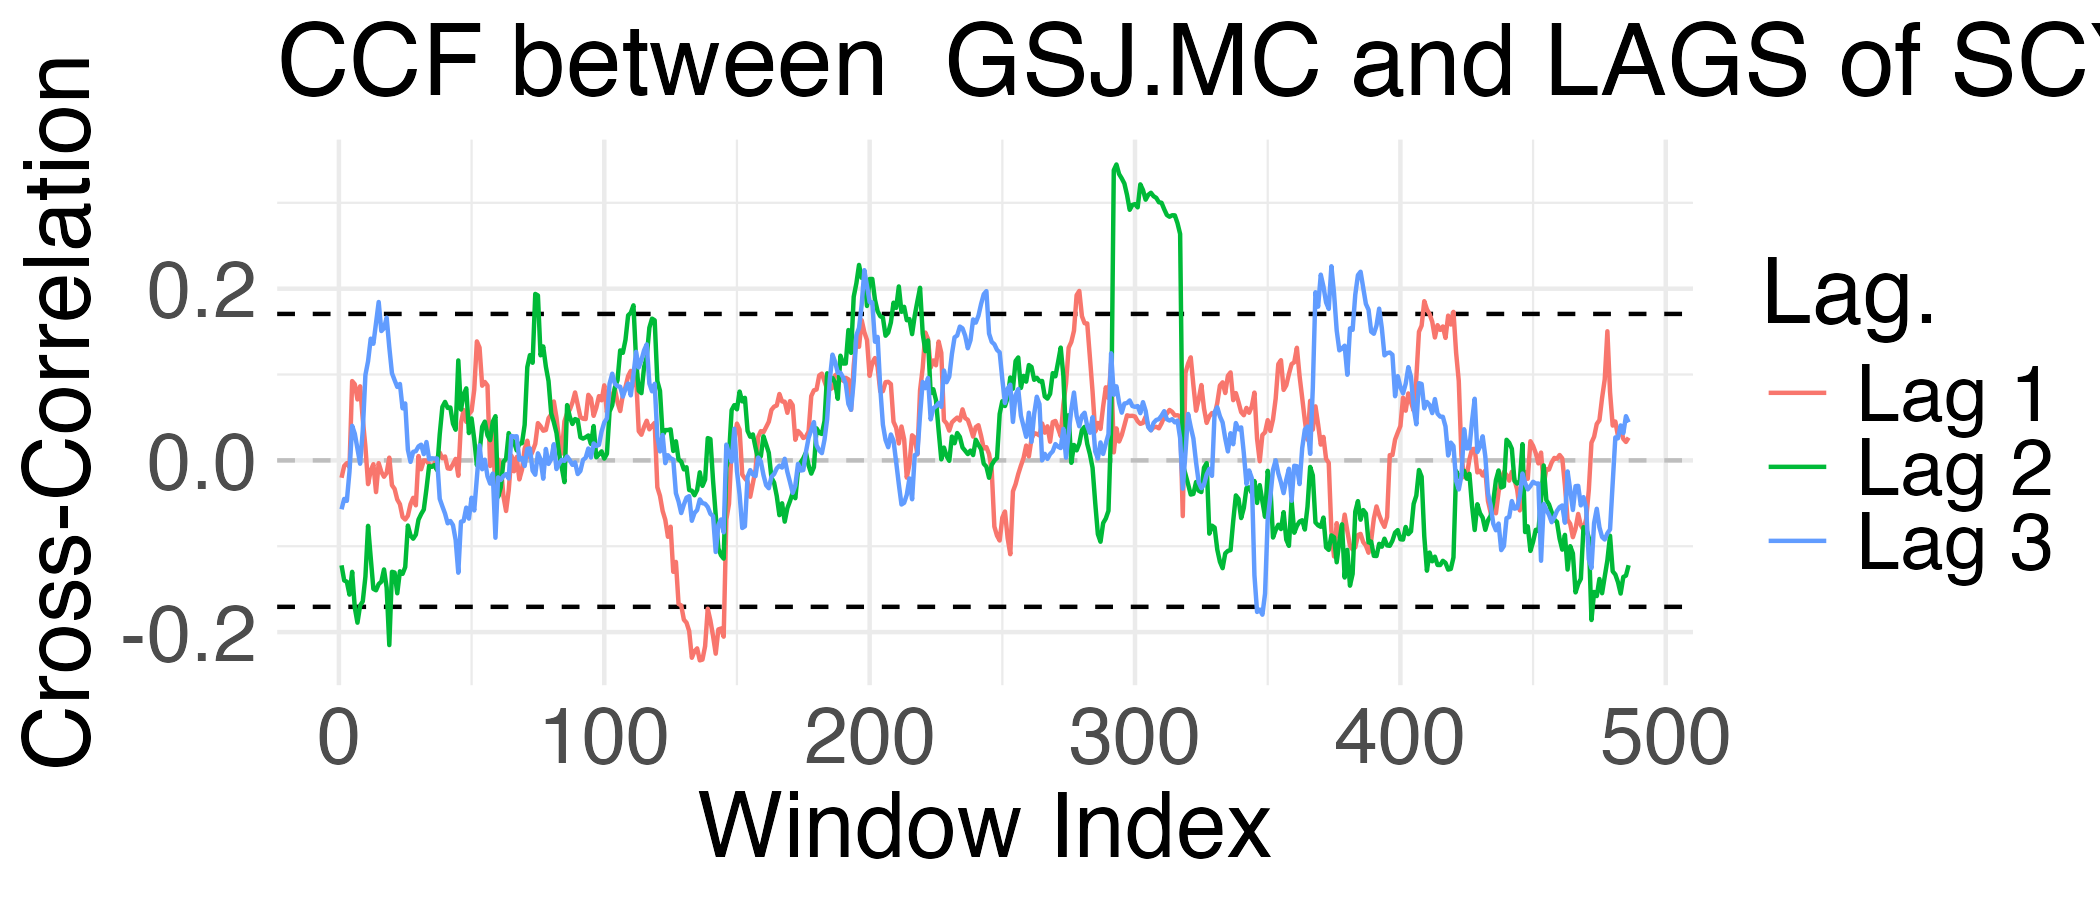 CCF between GSJ.MC and LAGS of
Cross-Correlation
0.2
0.0
-0.2
0
100
200
300
400
500
Window Index
Lag.
Lag 1
Lag 2
Lag 3